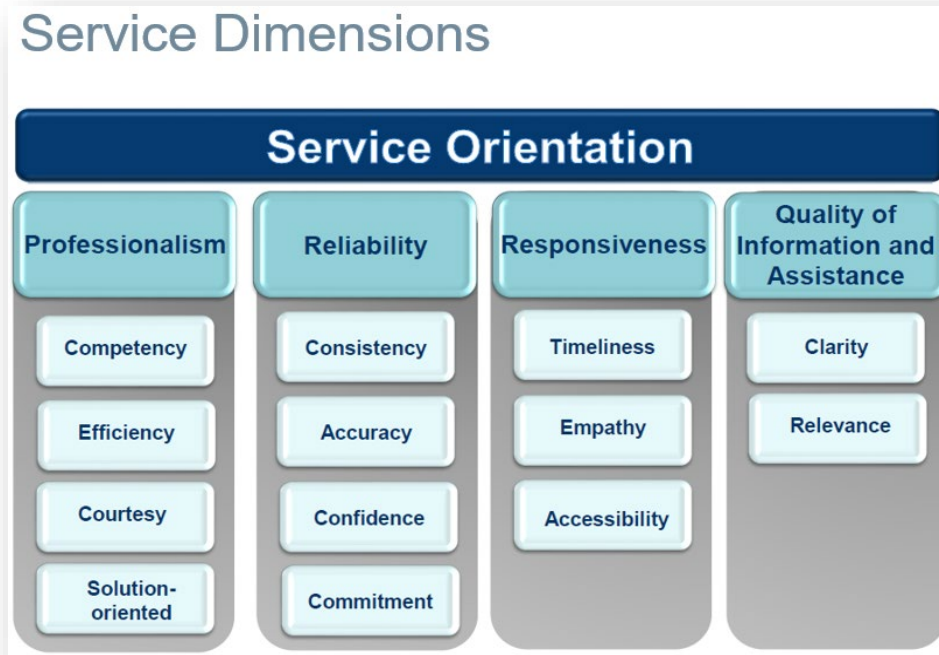 Service Dimensions
Service Orientation
Professionalism
Competency
Efficiency
Courtesy
Solution-
oriented
Reliability
Consistency
Accuracy
Confidence
Commitment
Responsiveness
Timeliness
Empathy
Accessibility
Quality of
Information and
Assistance
Clarity
Relevance